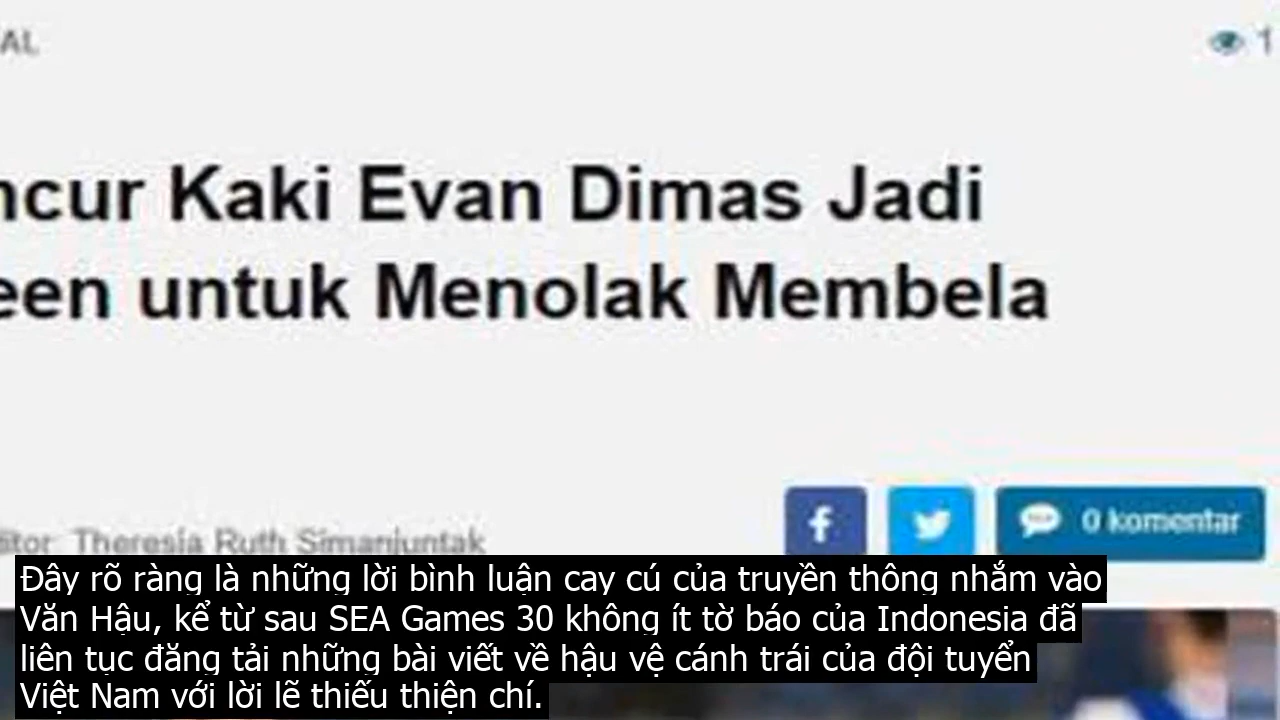 AL
1
ncur Kaki Evan Dimas Jadi
een untuk Menolak Membela
0 komentar
itor Theresia Ruth Simanjuntak
Đây rõ ràng là những lời bình luận cay cú của truyền thông nhắm vào
Văn Hậu, kể từ sau SEA Games 30 không ít tờ báo của Indonesia đã
liên tục đăng tải những bài viết về hậu vệ cánh trái của đội tuyển
Việt Nam với lời lẽ thiếu thiện chí.